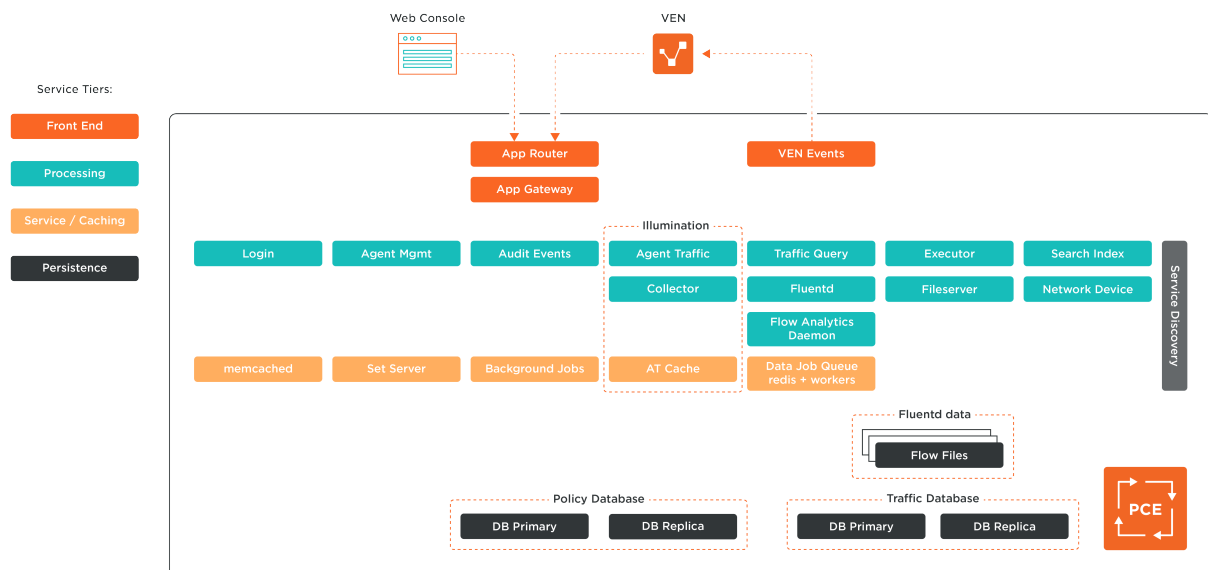 Web Console
VEN
Service Tiers:
Front End
Processing
Service / Caching
Persistence
App Router
VEN Events
App Gateway
Illumination
Login
Agent Mgmt
Audit Events
Agent Traffic
Traffic Query
Executor
Search Index
Collector
Fluentd
Fileserver
Network Device
Flow Analytics
Daemon
memcached
Set Server
Background Jobs
AT Cache
Data Job Queue
redis + workers
Service Discovery
Fluentd data
Flow Files
Policy Database
DB Primary
DB Replica
Traffic Database
DB Primary
DB Replica
PCE